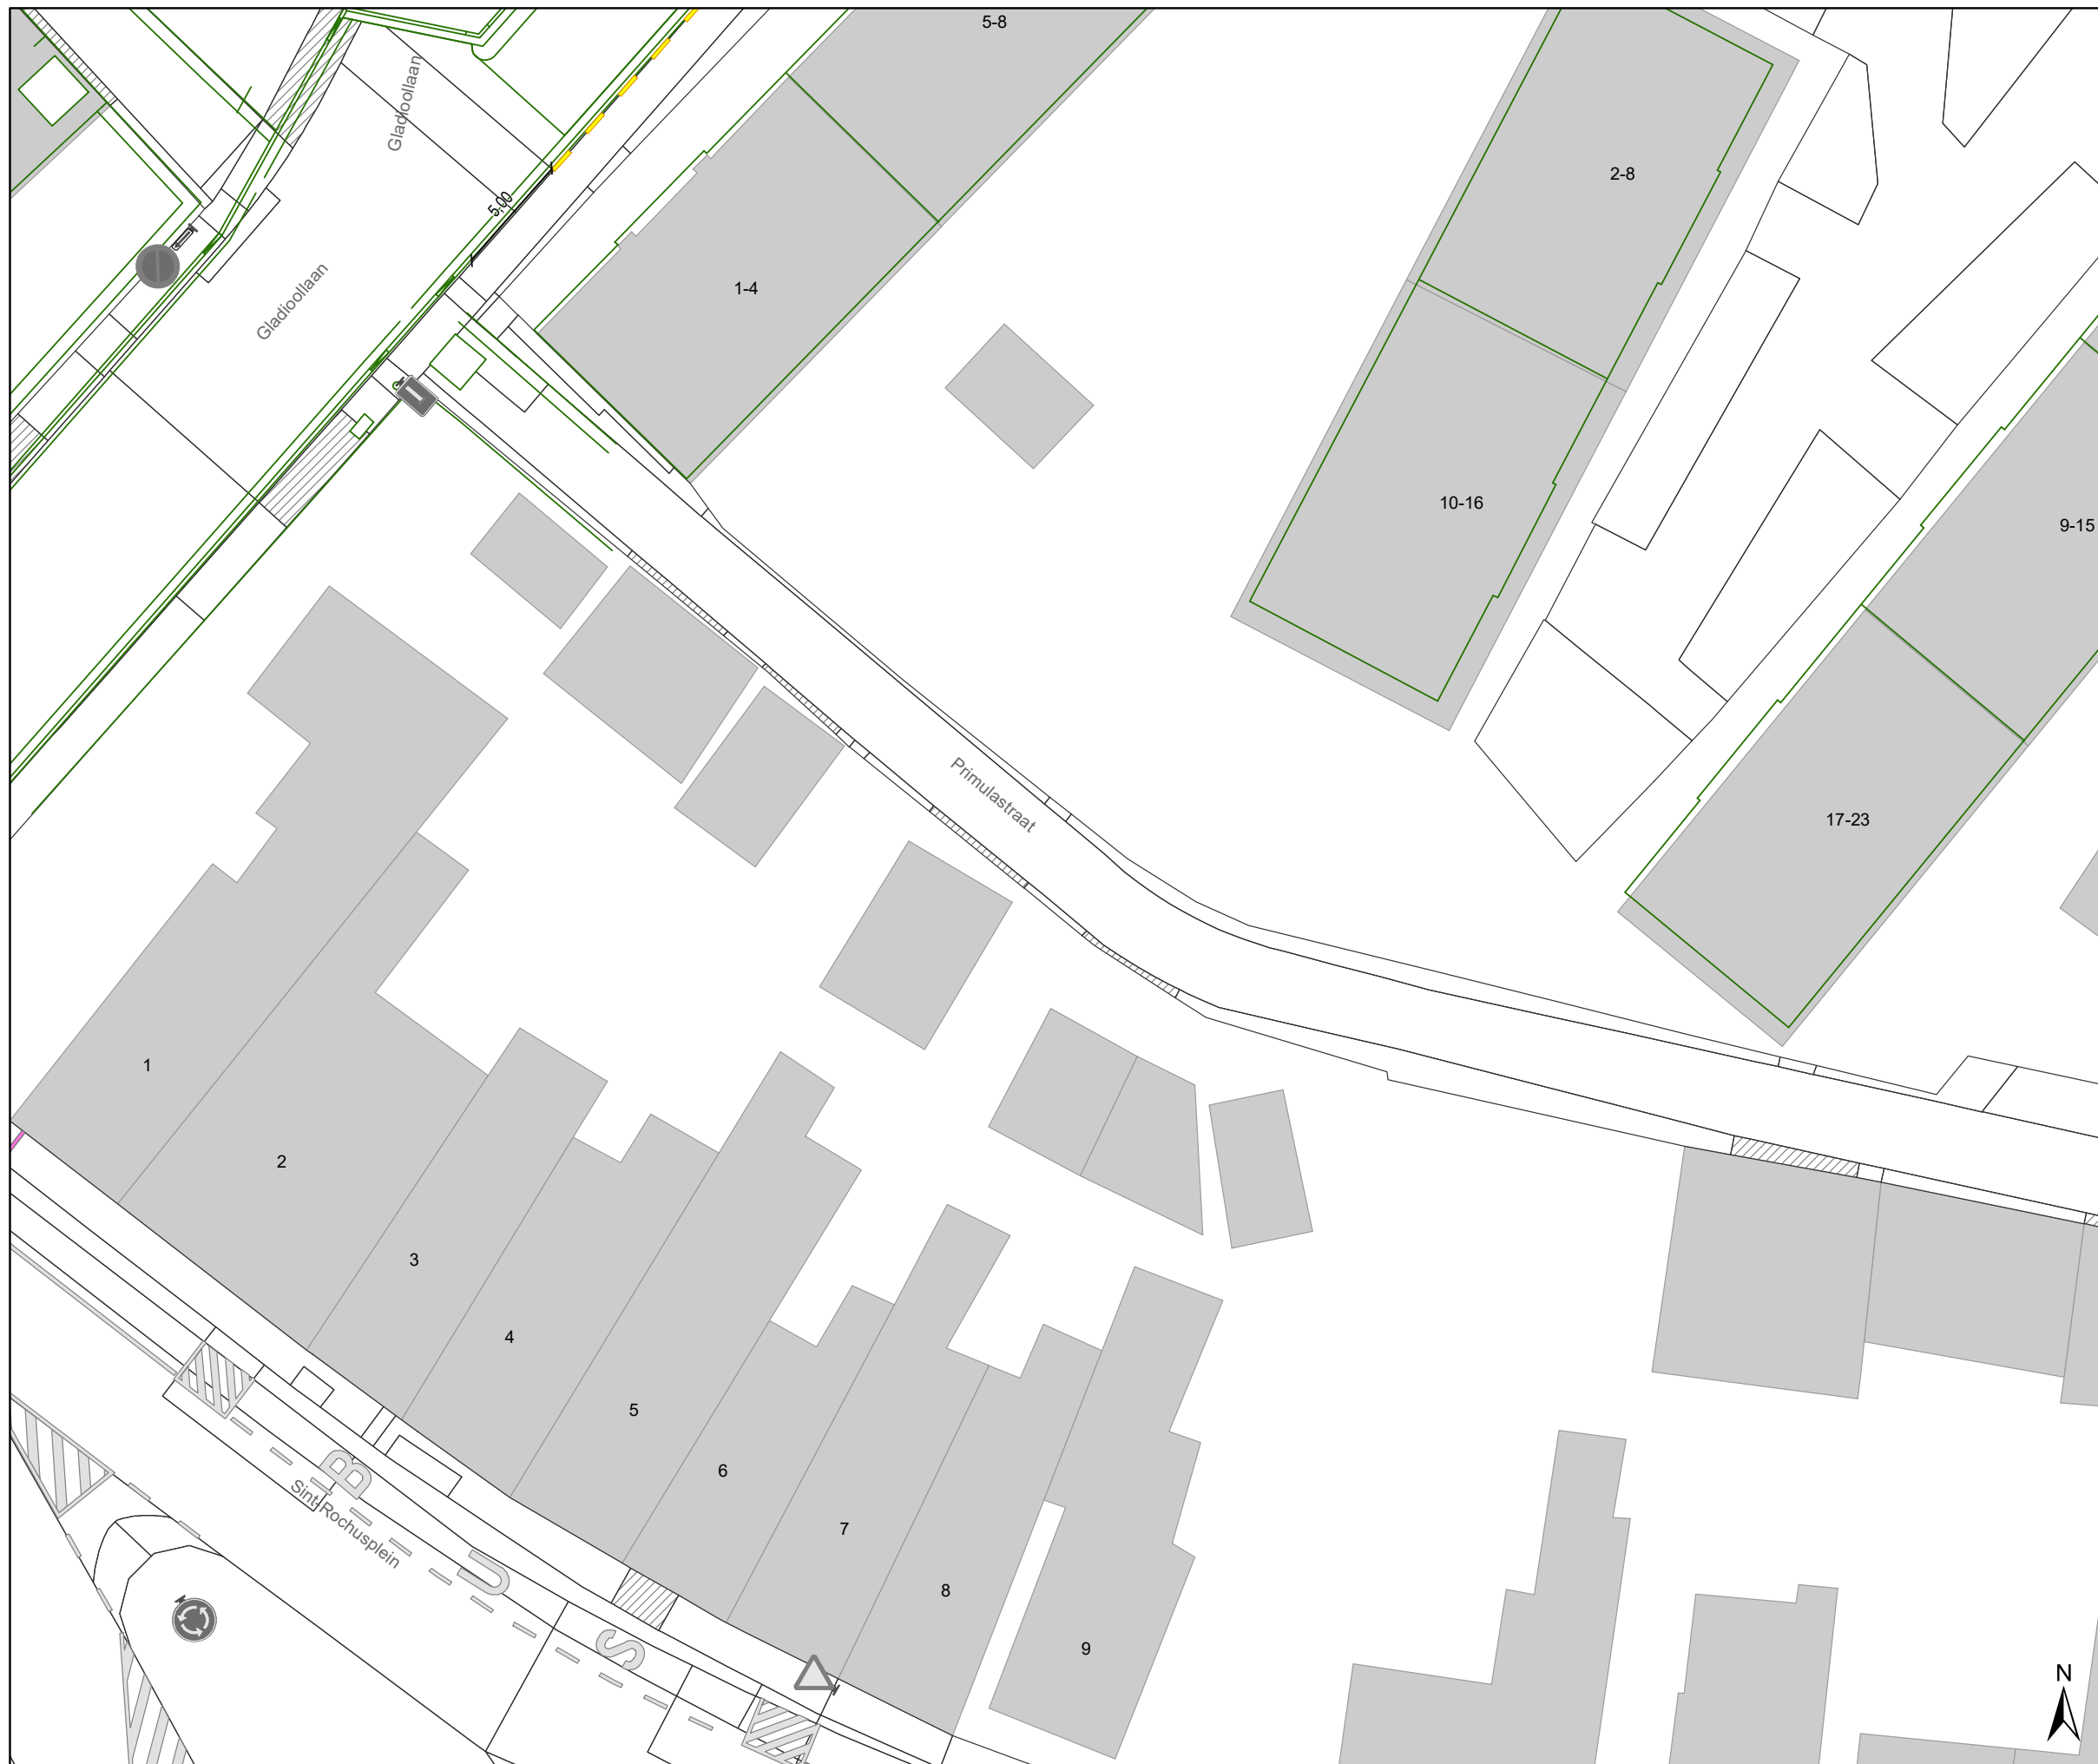 5-8
Gladioollaan
2-8
5,00
Gladioollaan
1-4
10-16
9-15
Primulastraat
17-23
1
2
3
4
5
6
7
8
9
BUS
Sint-Rochusplein
N